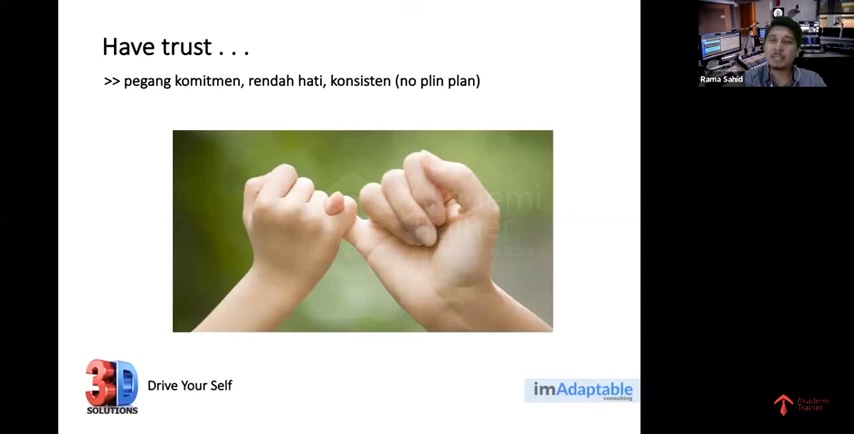 Have trust . . .
>> pegang komitmen, rendah hati, konsisten (no plin plan)
Rama Sahid
3D
SOLUTIONS
Drive Your Self
imAdaptable
consulting
Akademi
Trainer